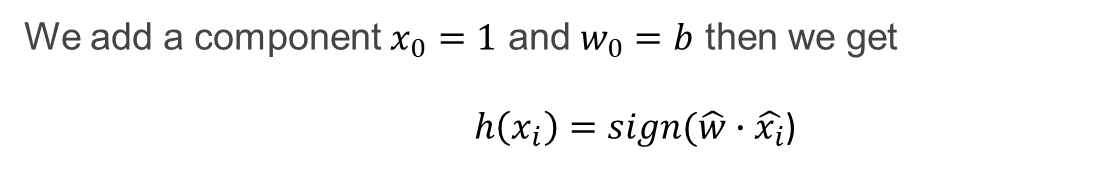 We add a component x₀ = 1 and w₀ = b then we get
h(xᵢ) = sign(ŵ · x̂ᵢ)